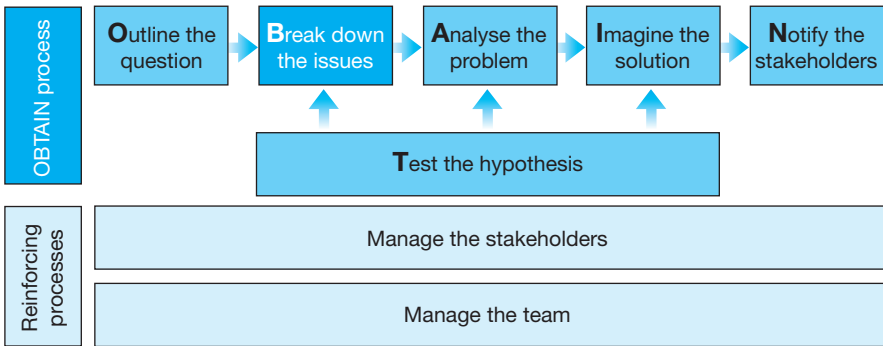 OBTAIN process
Outline the
question
Break down
the issues
Analyse the
problem
Imagine the
solution
Notify the
stakeholders
Test the hypothesis
Reinforcing
processes
Manage the stakeholders
Manage the team